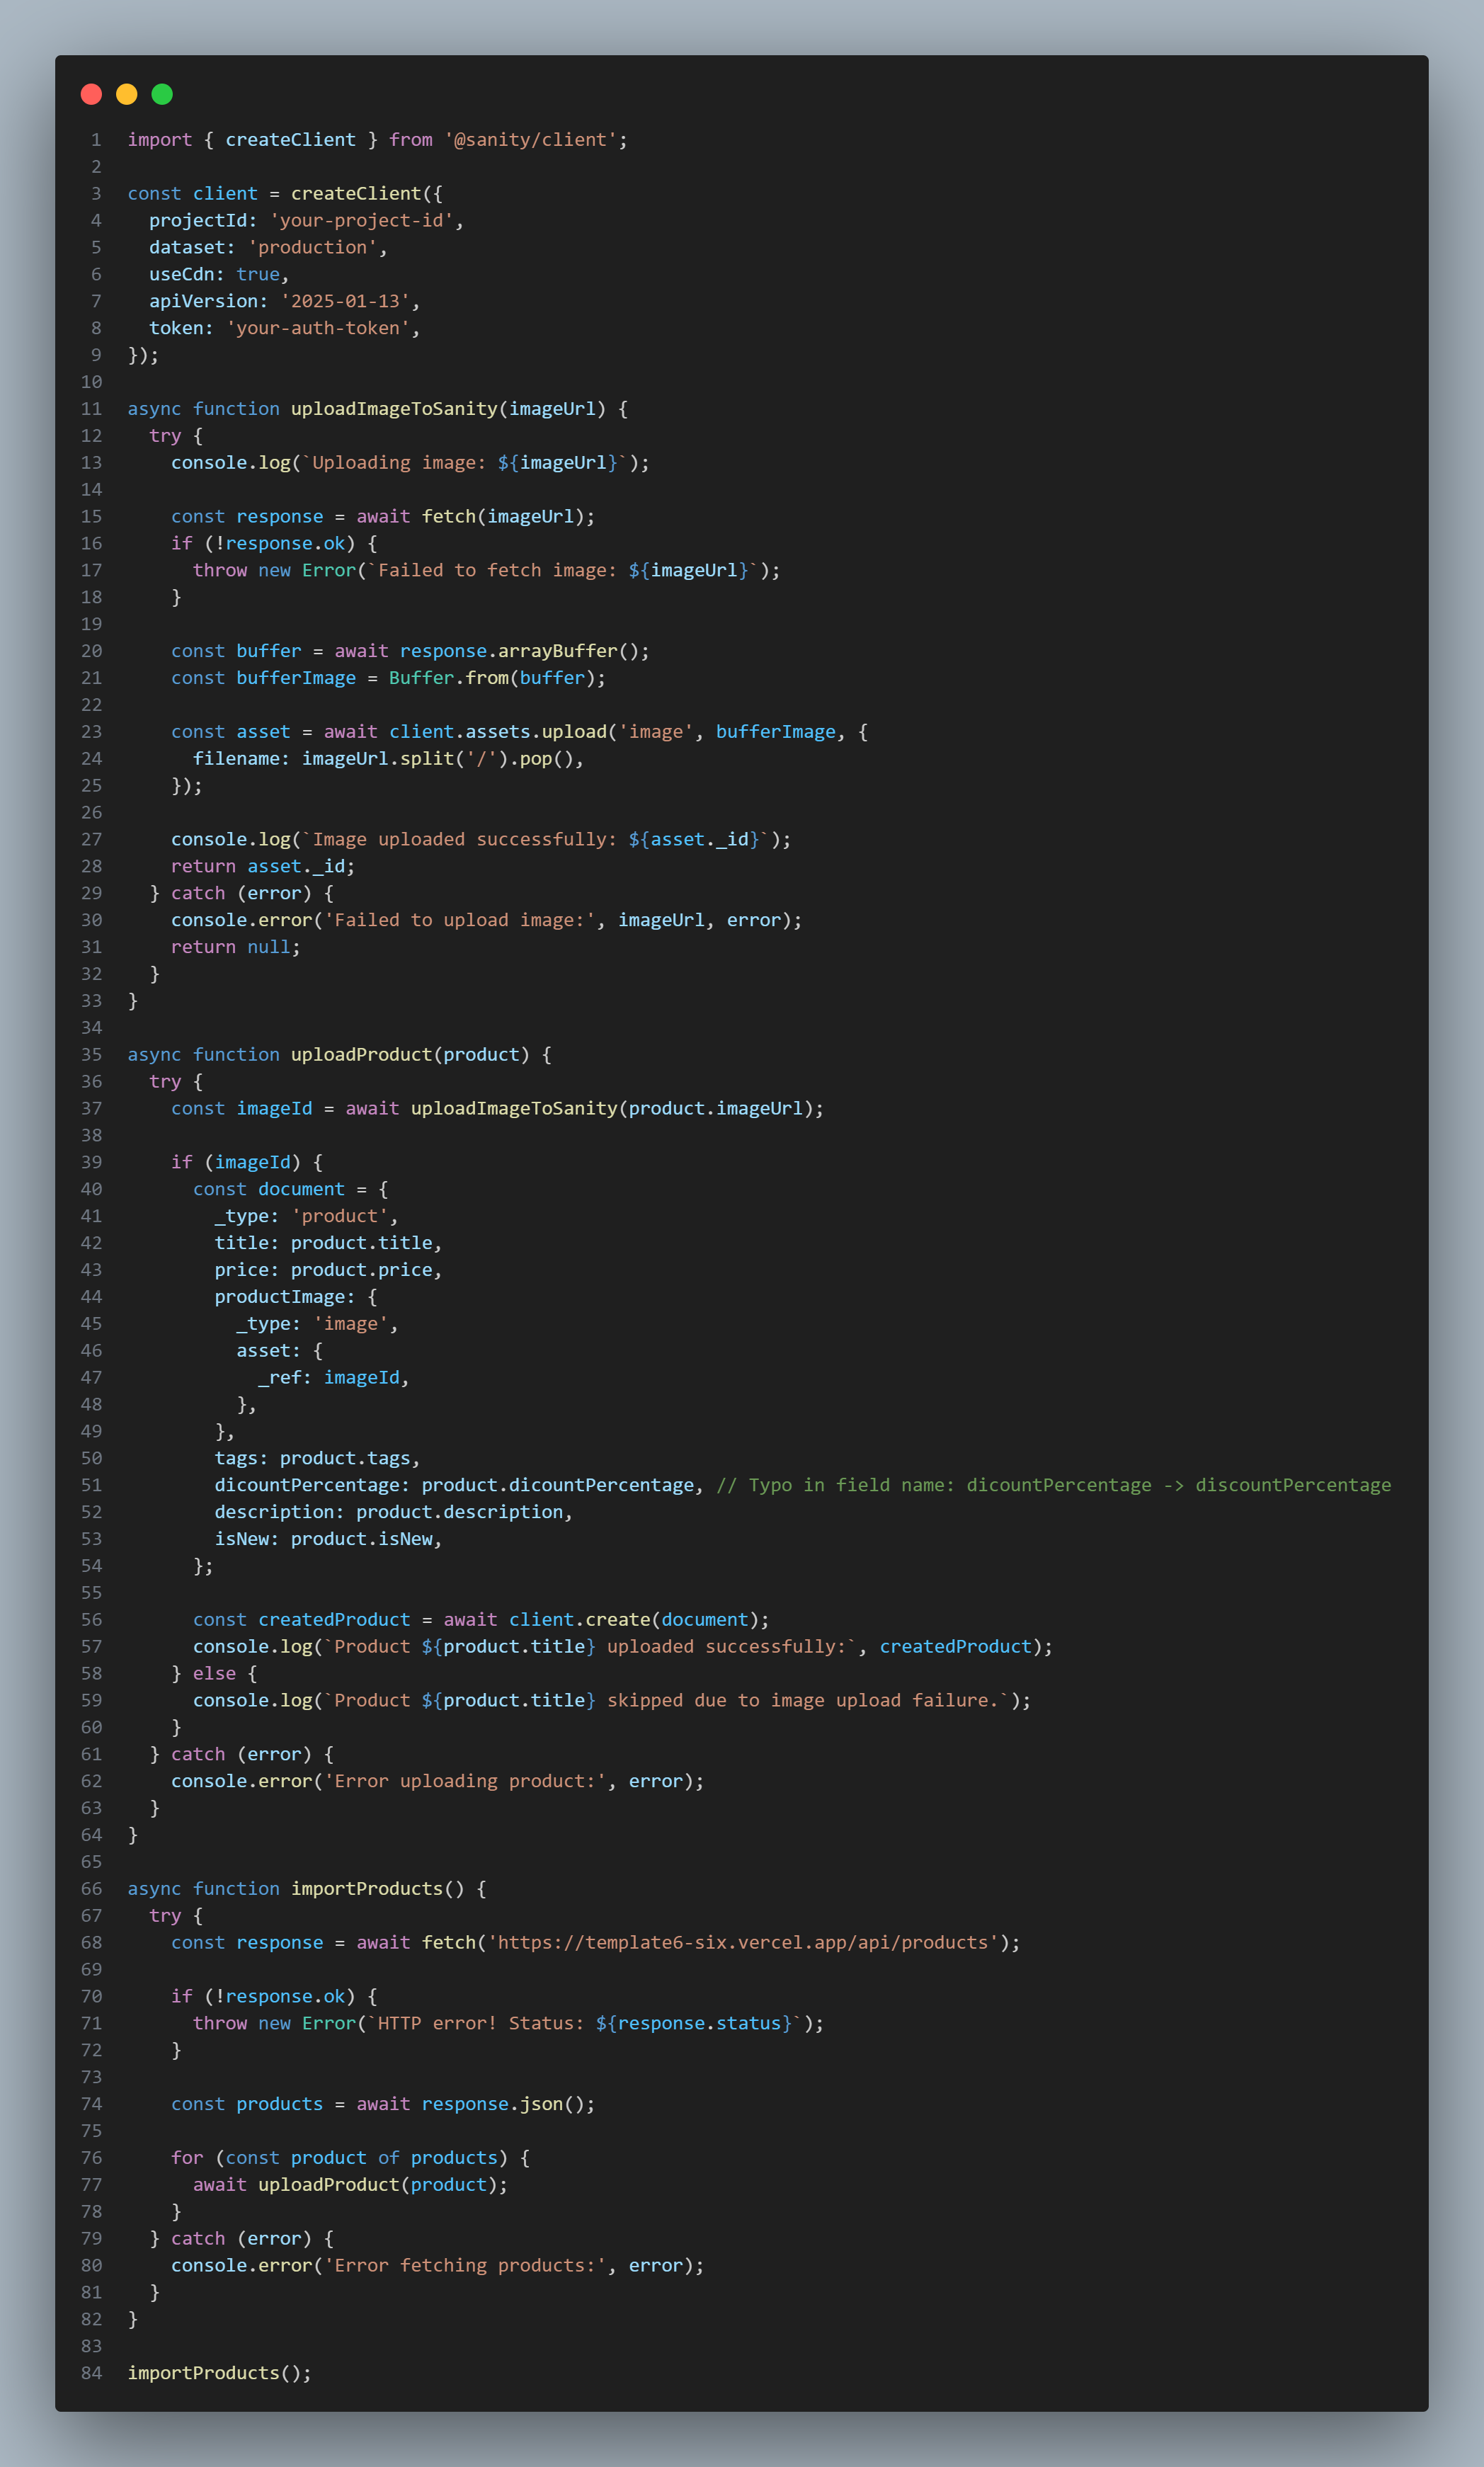 1 import { createClient } from '@sanity/client';
2
3 const client = createClient({
4   projectId: 'your-project-id',
5   dataset: 'production',
6   useCdn: true,
7   apiVersion: '2025-01-13',
8   token: 'your-auth-token',
9 });
10
11 async function uploadImageToSanity(imageUrl) {
12   try {
13     console.log(`Uploading image: ${imageUrl}`);
14
15     const response = await fetch(imageUrl);
16     if (!response.ok) {
17       throw new Error(`Failed to fetch image: ${imageUrl}`);
18     }
19
20     const buffer = await response.arrayBuffer();
21     const bufferImage = Buffer.from(buffer);
22
23     const asset = await client.assets.upload('image', bufferImage, {
24       filename: imageUrl.split('/').pop(),
25     });
26
27     console.log(`Image uploaded successfully: ${asset._id}`);
28     return asset._id;
29   } catch (error) {
30     console.error('Failed to upload image:', imageUrl, error);
31     return null;
32   }
33 }
34
35 async function uploadProduct(product) {
36   try {
37     const imageId = await uploadImageToSanity(product.imageUrl);
38
39     if (imageId) {
40       const document = {
41         _type: 'product',
42         title: product.title,
43         price: product.price,
44         productImage: {
45           _type: 'image',
46           asset: {
47             _ref: imageId,
48           },
49         },
50         tags: product.tags,
51         dicountPercentage: product.dicountPercentage, // Typo in field name: dicountPercentage -> discountPercentage
52         description: product.description,
53         isNew: product.isNew,
54       };
55
56       const createdProduct = await client.create(document);
57       console.log(`Product ${product.title} uploaded successfully:`, createdProduct);
58     } else {
59       console.log(`Product ${product.title} skipped due to image upload failure.`);
60     }
61   } catch (error) {
62     console.error('Error uploading product:', error);
63   }
64 }
65
66 async function importProducts() {
67   try {
68     const response = await fetch('https://template6-six.vercel.app/api/products');
69
70     if (!response.ok) {
71       throw new Error(`HTTP error! Status: ${response.status}`);
72     }
73
74     const products = await response.json();
75
76     for (const product of products) {
77       await uploadProduct(product);
78     }
79   } catch (error) {
80     console.error('Error fetching products:', error);
81   }
82 }
83
84 importProducts();